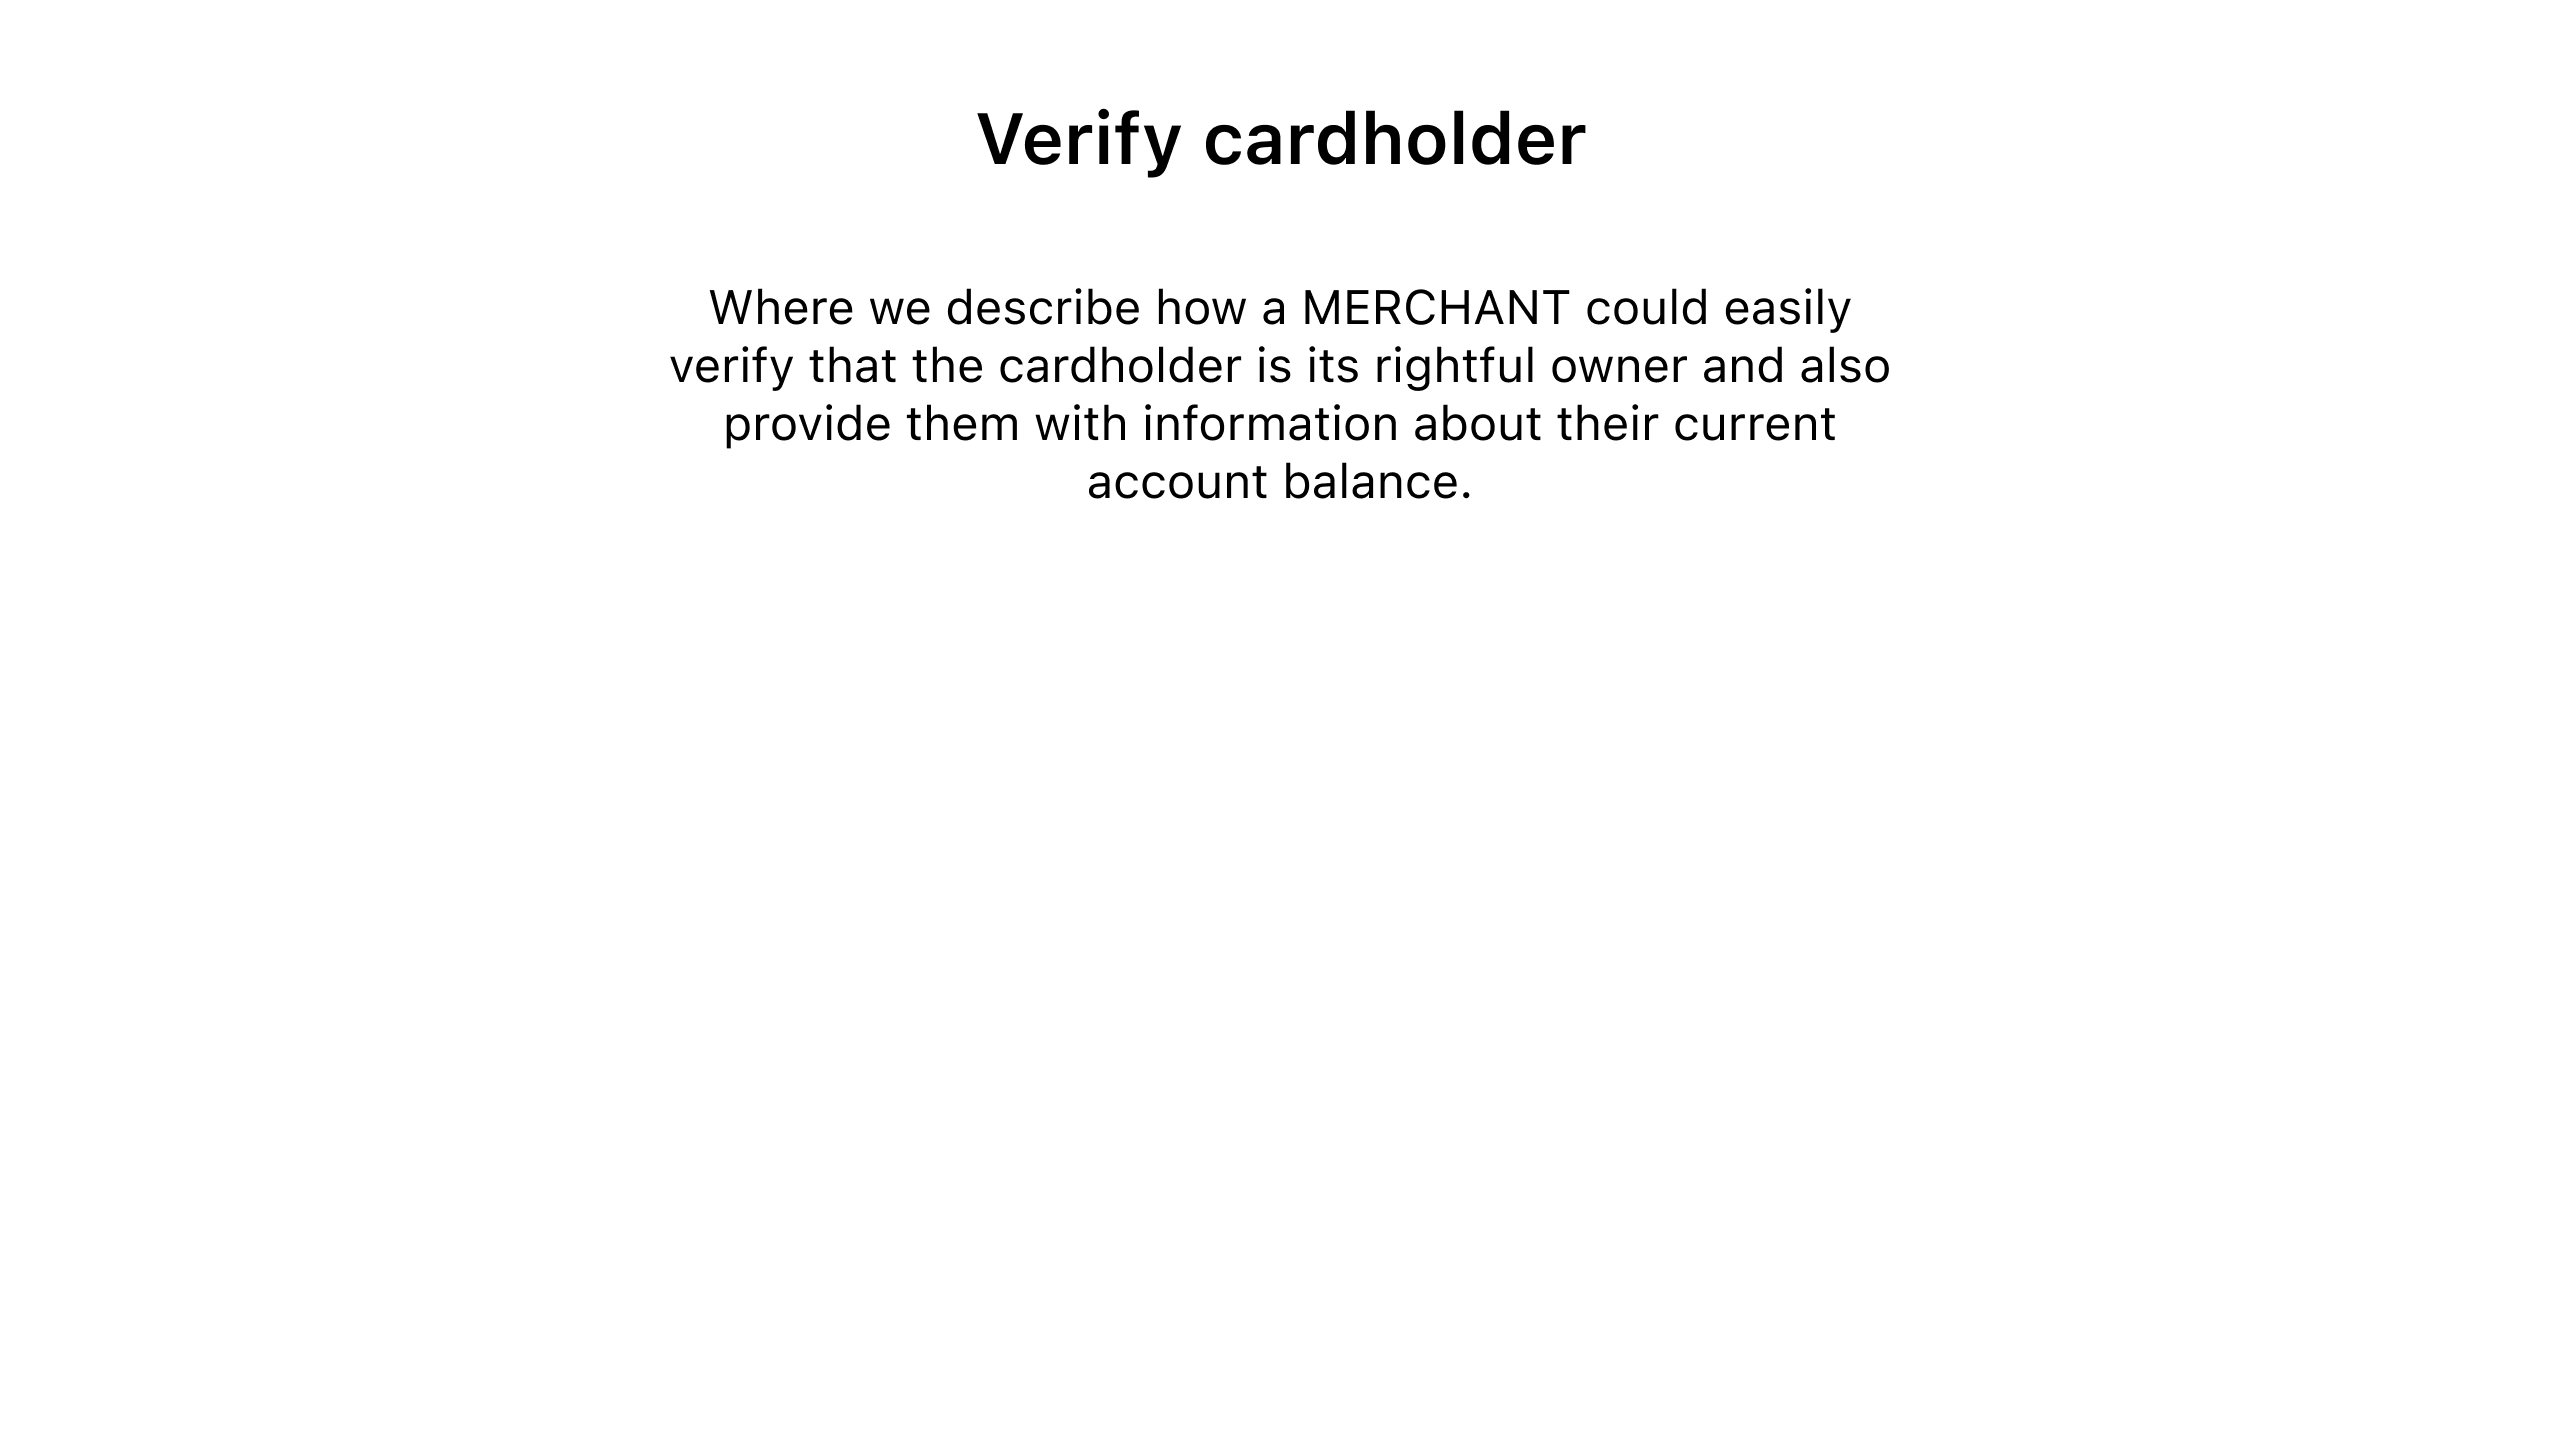 Verify cardholder
Where we describe how a MERCHANT could easily
verify that the cardholder is its rightful owner and also
provide them with information about their current
account balance.